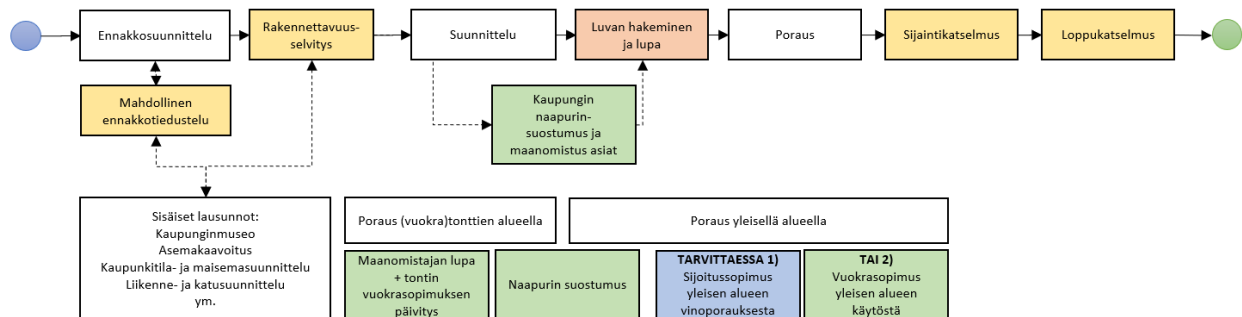 Ennakkosuunnittelu
Rakennettavuus-
selvitys
Suunnittelu
Luvan hakeminen
ja lupa
Poraus
Sijaintikatselmus
Loppukatselmus
Mahdollinen
ennakkotiedustelu
Kaupungin
naapurin-
suostumus ja
maanomistus asiat
Sisäiset lausunnot:
Kaupunginmuseo
Asemakaavoitus
Kaupunkitila- ja maisemasuunnittelu
Liikenne- ja katusuunnittelu
ym.
Poraus (vuokra)tonttien alueella
Poraus yleisellä alueella
Maanomistajan lupa
+ tontin
vuokrasopimuksen
päivitys
Naapurin suostumus
TARVITTAESSA 1)
Sijoitussopimus
yleisen alueen
vinoporauksesta
TAI 2)
Vuokrasopimus
yleisen alueen
käytöstä